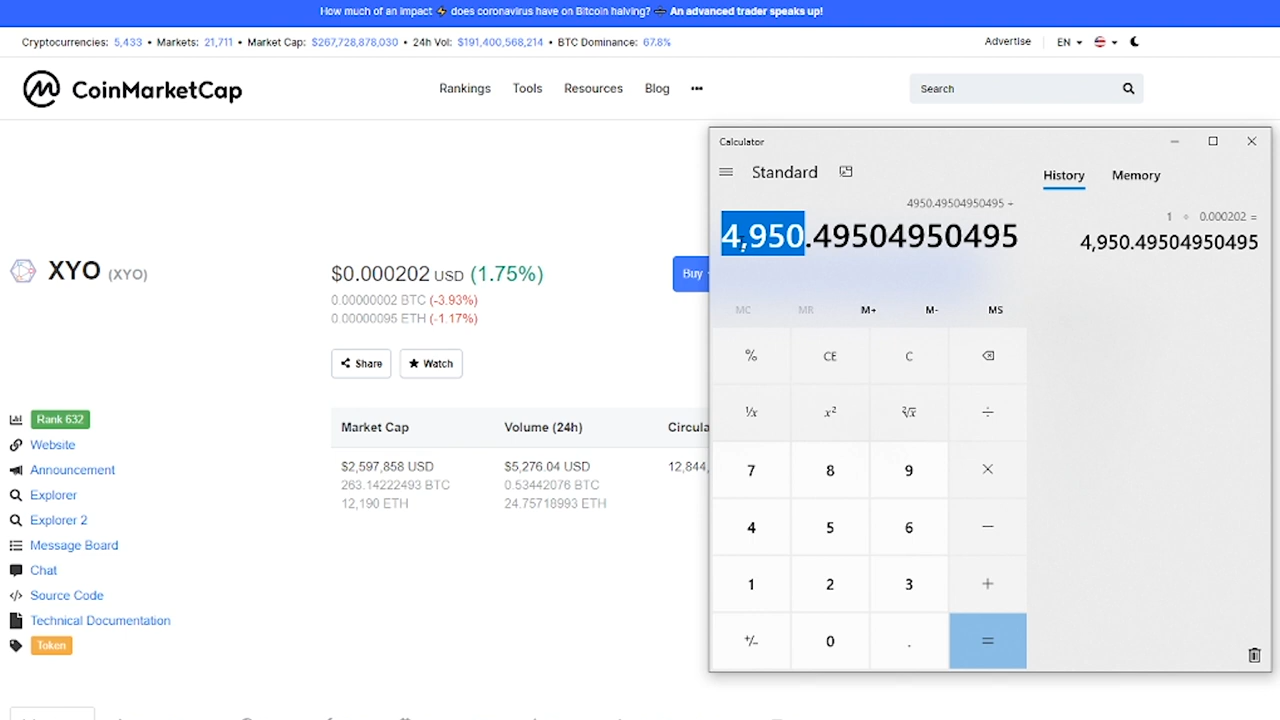 How much of an impact ⚡ does coronavirus have on Bitcoin halving? An advanced trader speaks up!
Cryptocurrencies: 5,433 • Markets: 21,711 • Market Cap: $267,728,878,030 • 24h Vol: $191,400,568,214 • BTC Dominance: 67.8%
Advertise EN
CoinMarketCap
Rankings Tools Resources Blog •••
Search
XYO (XYO)
$0.000202 USD (1.75%)
0.00000002 BTC (-3.93%)
0.00000095 ETH (-1.17%)
Buy
Share Watch
Rank 632
Website
Announcement
Explorer
Explorer 2
Message Board
Chat
Source Code
Technical Documentation
Token
Market Cap Volume (24h) Circula
$2,597,858 USD $5,276.04 USD 12,844,
263.14222493 BTC 0.53442076 BTC
12,190 ETH 24.75718993 ETH
Calculator
Standard
History Memory
4950.49504950495 ÷
4,950.49504950495
1 ÷ 0.000202 =
4,950.49504950495
MC MR M+ M- MS
% CE C
¹/x x² ²√x ÷
7 8 9 ×
4 5 6 −
1 2 3 +
+/− 0 . =